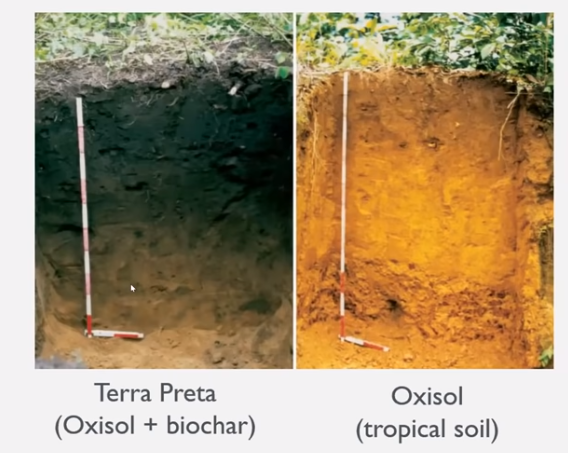 Terra Preta
(Oxisol + biochar)
Oxisol
(tropical soil)